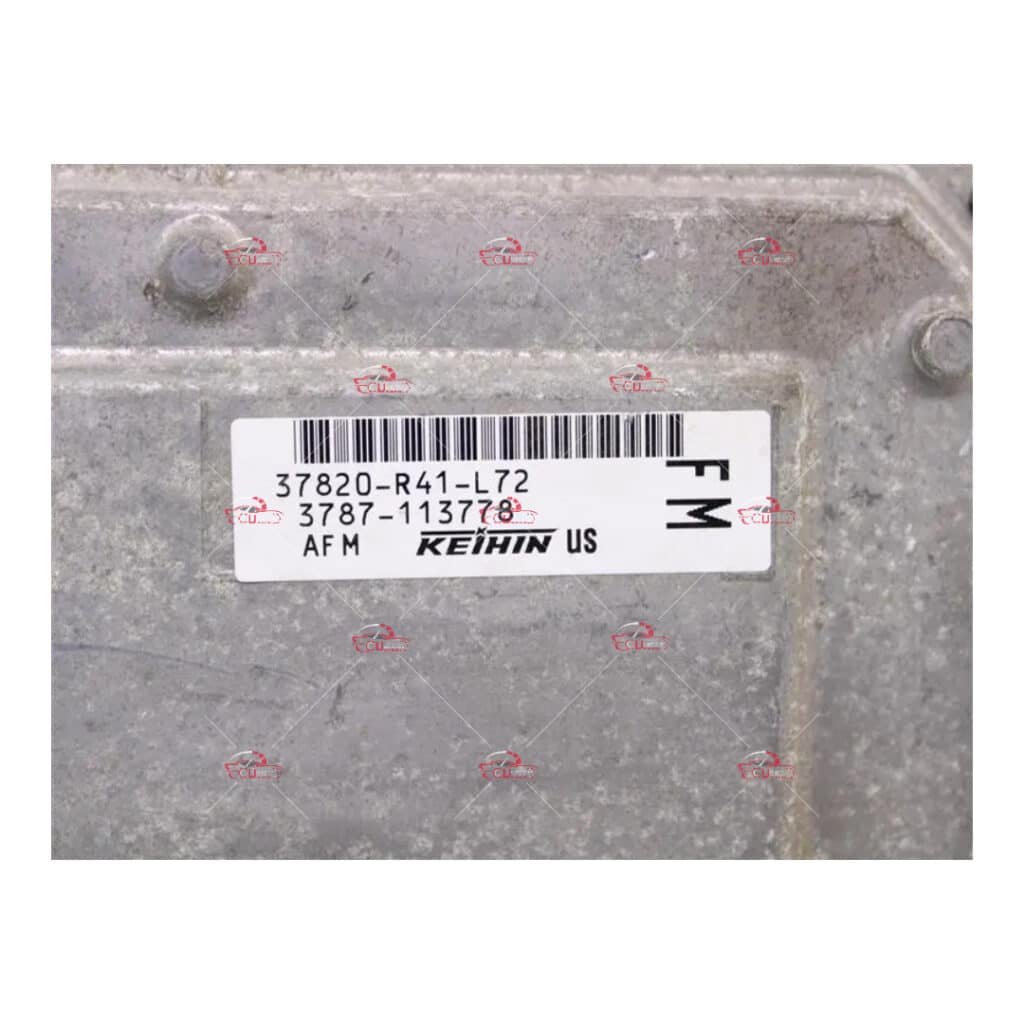 37820-R41-L72
3787-113778
AFM KEIHIN US
FM